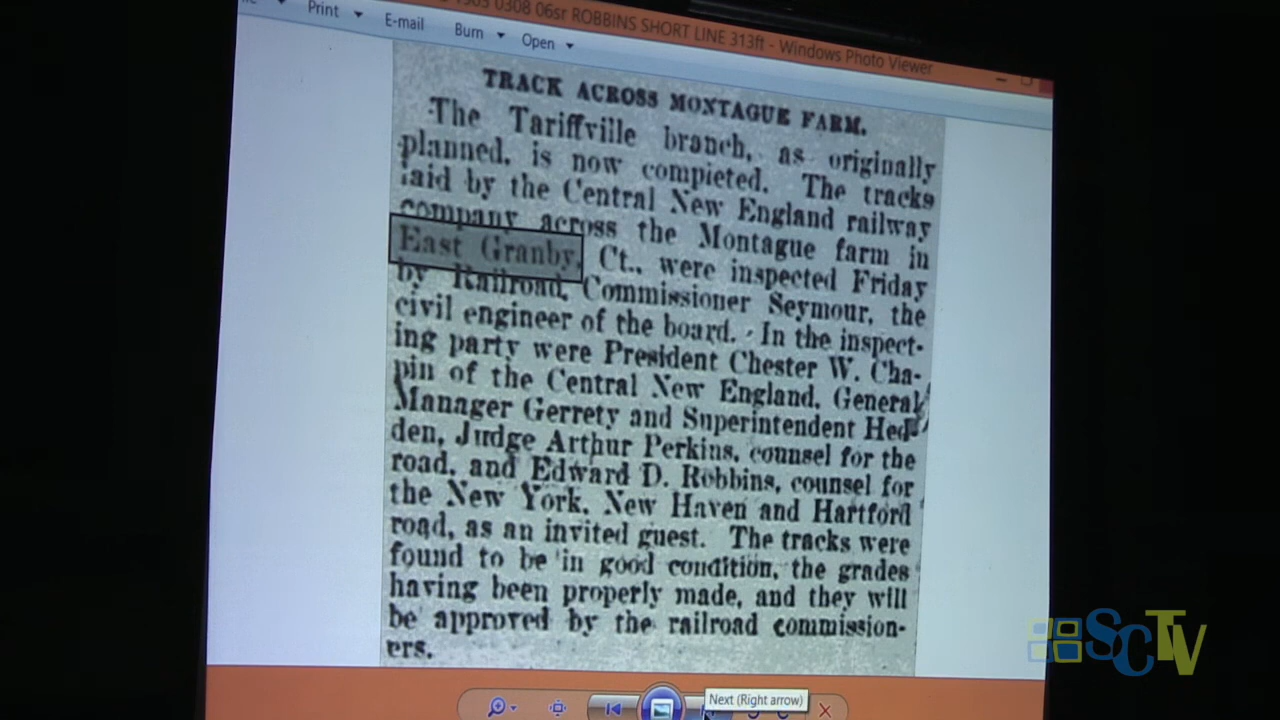 Print E-mail Burn Open
0308 06sr ROBBINS SHORT LINE 313ft - Windows Photo Viewer
TRACK ACROSS MONTAGUE FARM.
The Tariffville branch, as originally
planned, is now completed. The tracks
laid by the Central New England railway
company across the Montague farm in
East Granby, Ct., were inspected Friday
by Railroad, Commissioner Seymour, the
civil engineer of the board. In the inspect-
ing party were President Chester W. Cha-
pin of the Central New England, General
Manager Gerrety and Superintendent Hed-
den, Judge Arthur Perkins, counsel for the
road, and Edward D. Robbins, counsel for
the New York, New Haven and Hartford
road, as an invited guest. The tracks were
found to be in good condition, the grades
having been properly made, and they will
be approved by the railroad commission-
ers.
SCTV
Next (Right arrow)